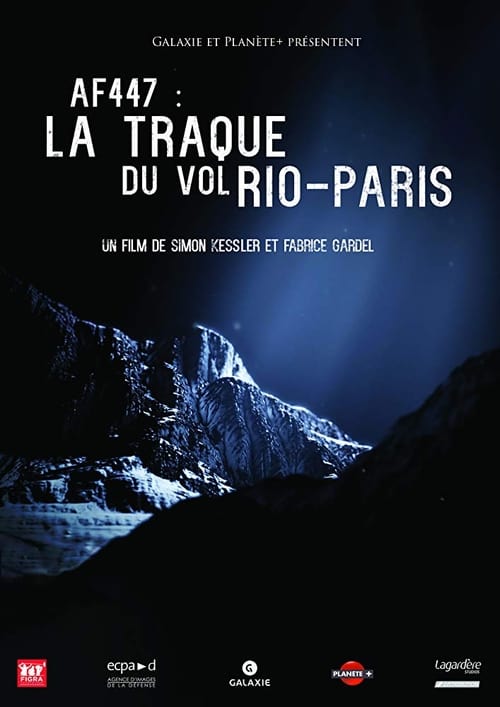 GALAXIE ET PLANÈTE+ PRÉSENTENT
AF447 :
LA TRAQUE
DU VOL RIO-PARIS
UN FILM DE SIMON KESSLER ET FABRICE GARDEL
FIGRA
ecpa d
AGENCE D'IMAGES
DE LA DÉFENSE
G
GALAXIE
PLANÈTE +
Lagardère
STUDIOS